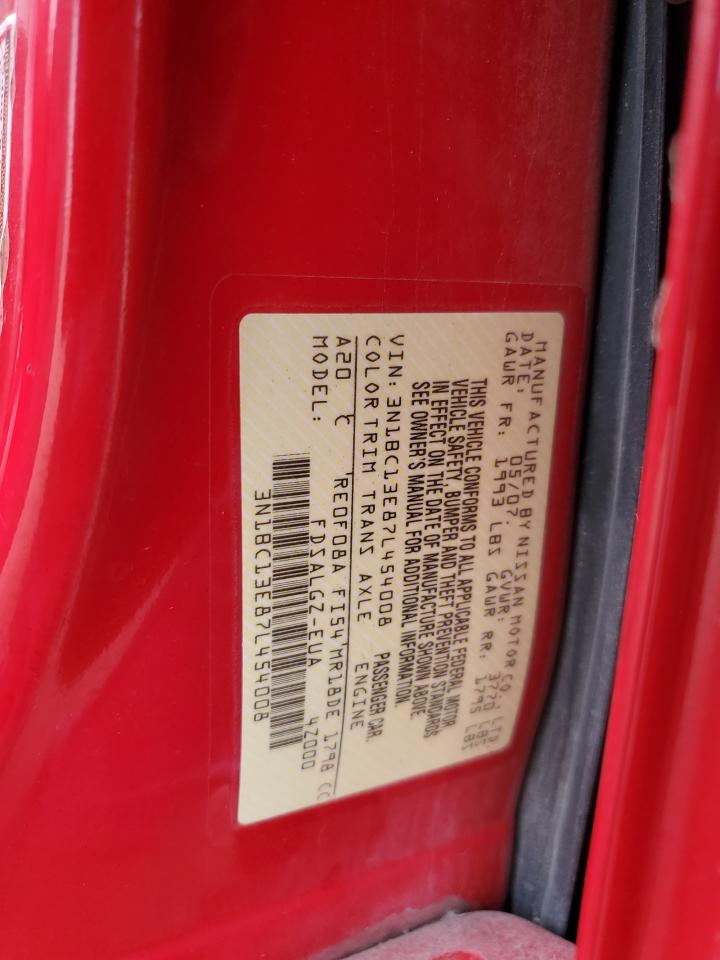 MANUFACTURED BY NISSAN MOTOR CO., LTD.
DATE: 05/07; GVWR: 3770 LBS
GAWR FR: 1993 LBS GAWR RR: 1795 LBS
THIS VEHICLE CONFORMS TO ALL APPLICABLE FEDERAL MOTOR
VEHICLE SAFETY, BUMPER AND THEFT PREVENTION STANDARDS
IN EFFECT ON THE DATE OF MANUFACTURE SHOWN ABOVE.
SEE OWNER'S MANUAL FOR ADDITIONAL INFORMATION.
VIN: 3N1BC13E87L454008 PASSENGER CAR.
COLOR TRIM TRANS AXLE ENGINE
A20 C RE0F08A FI54 MR18DE 1798 CC
MODEL: FDSALGZ-EUA 4Z000
3N1BC13E87L454008